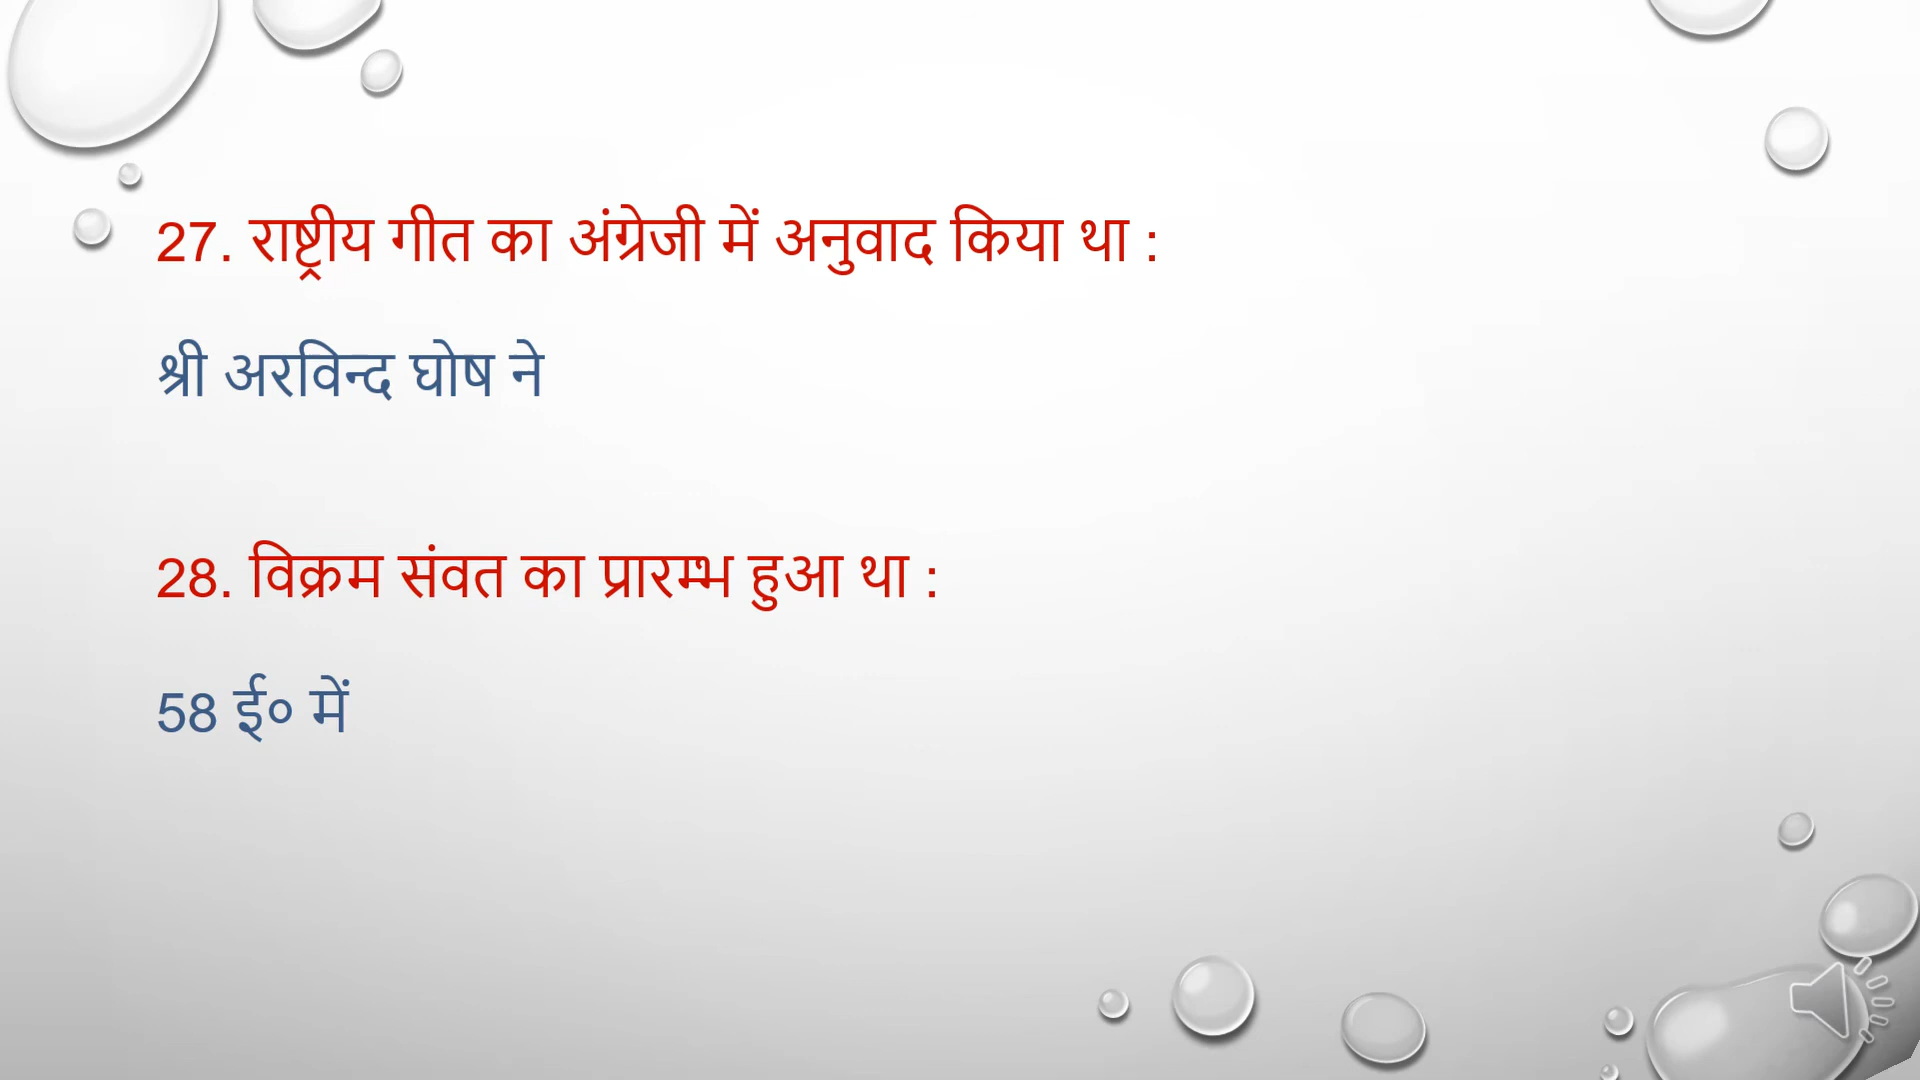 27. राष्ट्रीय गीत का अंग्रेजी में अनुवाद किया था :
श्री अरविन्द घोष ने
28. विक्रम संवत का प्रारम्भ हुआ था :
58 ई० में